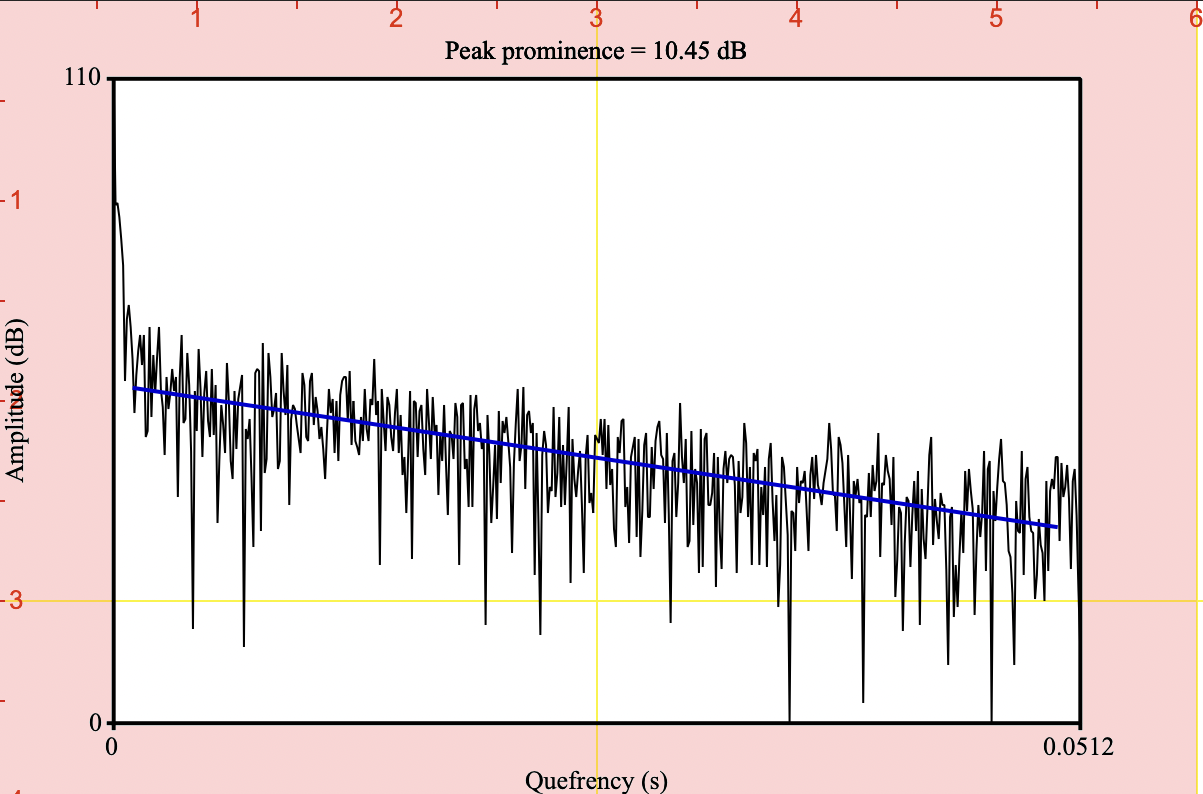 1 2 3 4 5 6
Peak prominence = 10.45 dB
110
1
Amplitude (dB)
3
0
0 0.0512
Quefrency (s)